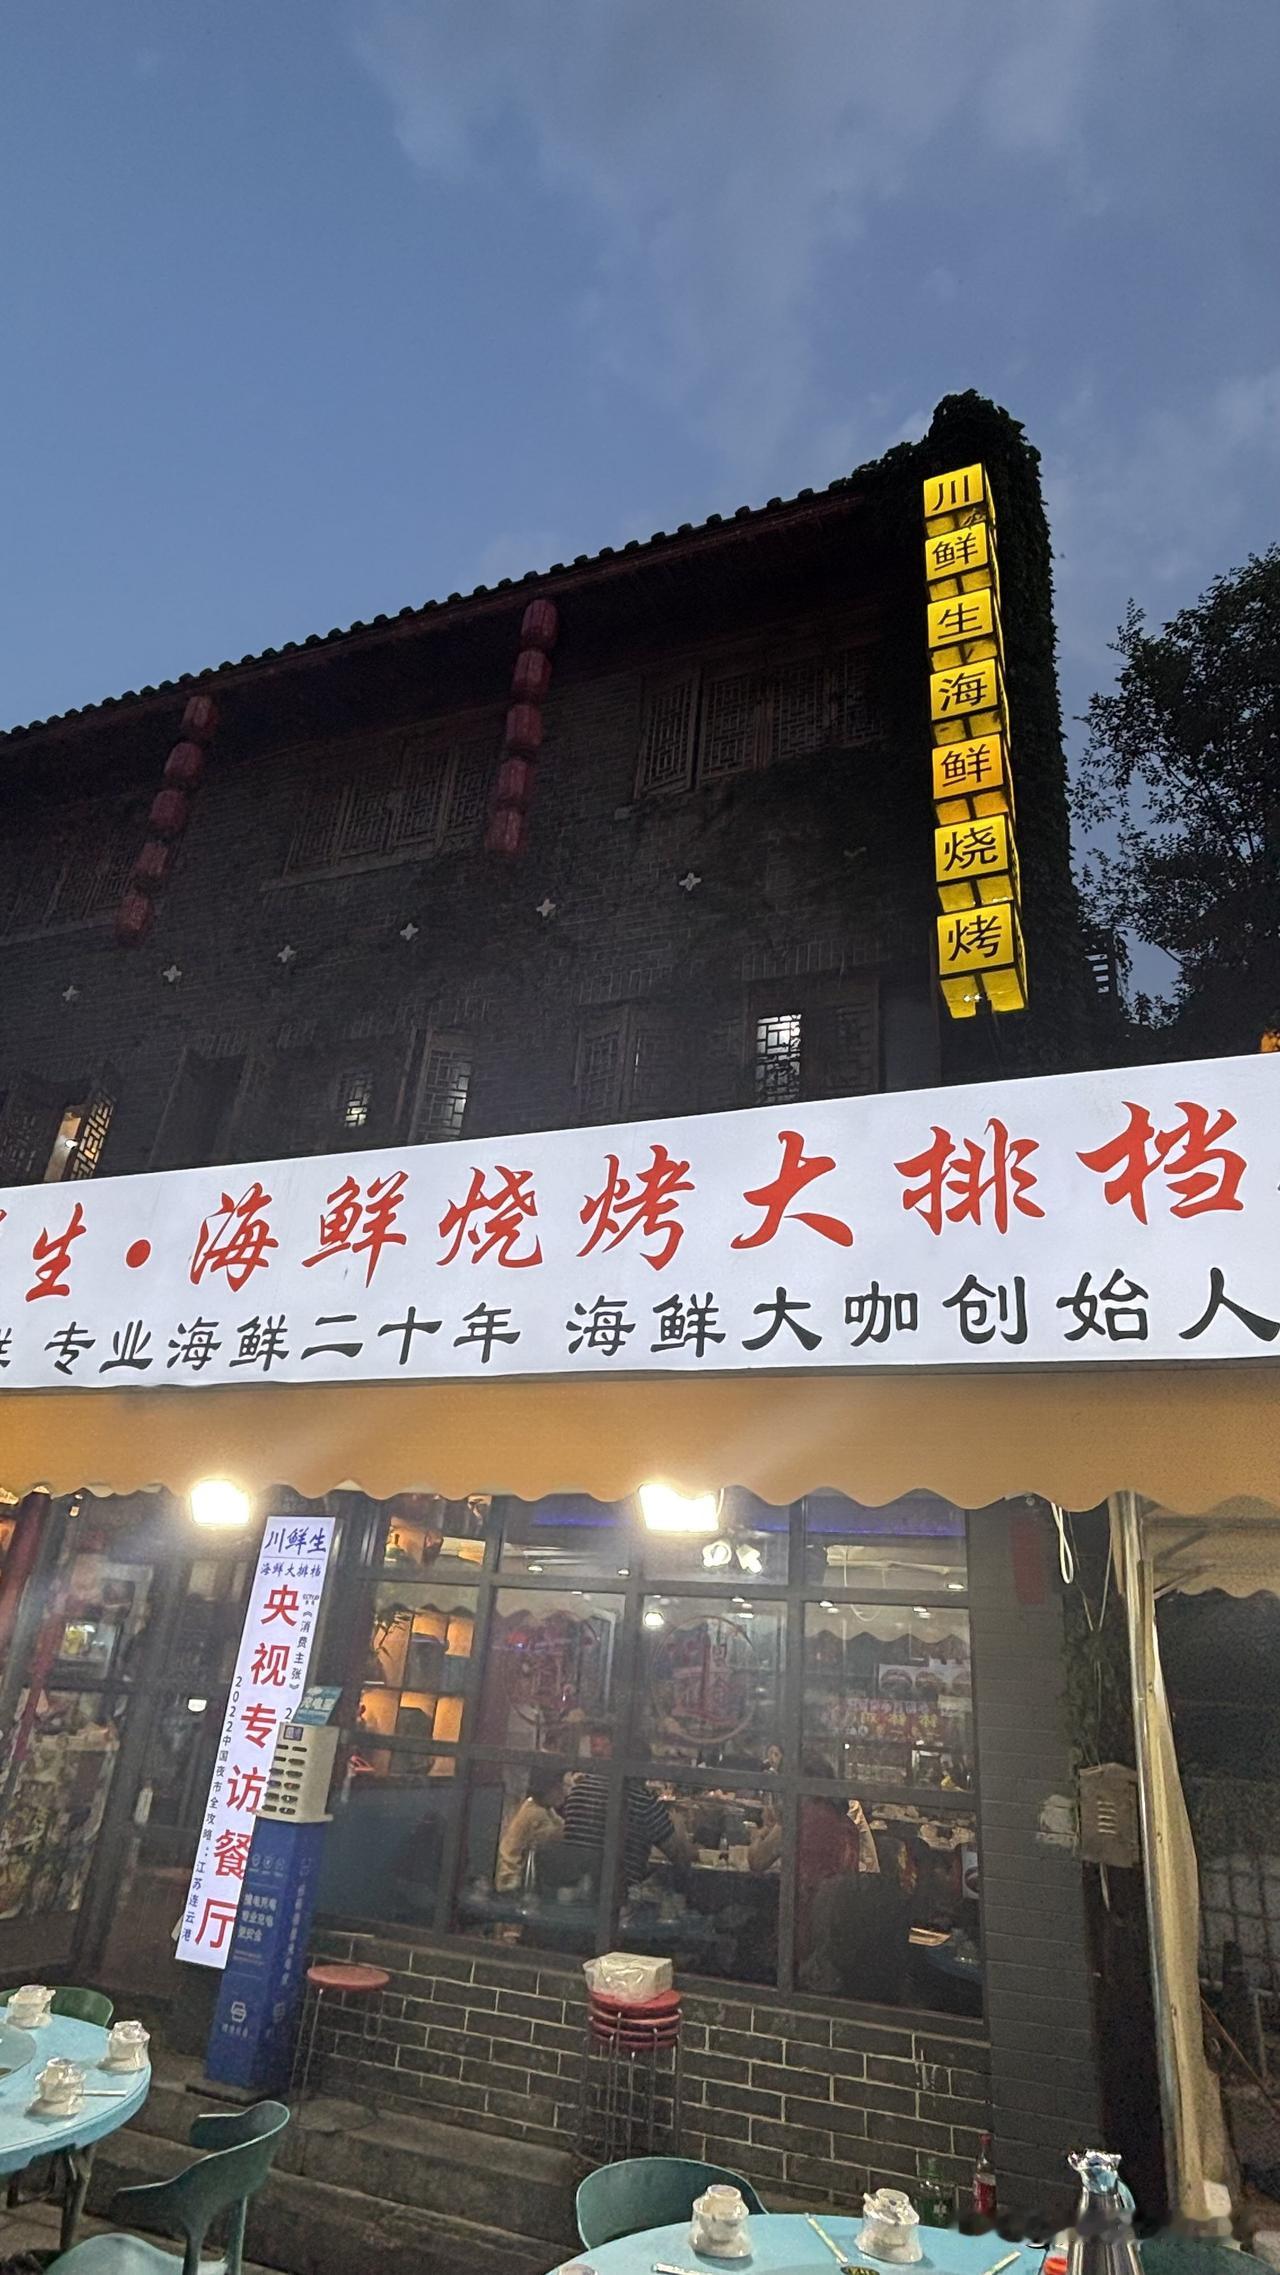 川鲜生海鲜烧烤
生·海鲜烧烤大排档
专业海鲜二十年 海鲜大咖创始人
川鲜生
海鲜大排档
央视专访餐厅
《消费主张》
2022中国夜市全攻略：江苏连云港